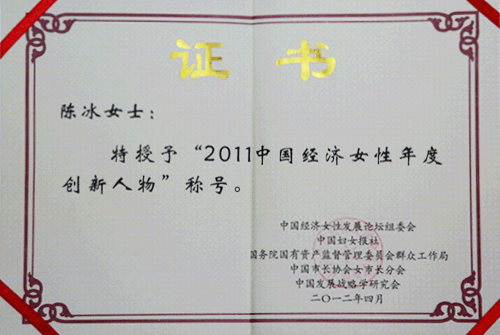 证书
陈冰女士:
特授予“2011中国经济女性年度
创新人物”称号。
中国经济女性发展论坛组委会
中国妇女报社
国务院国有资产监督管理委员会群众工作局
中国市长协会女市长分会
中国发展战略学研究会
二〇一二年四月